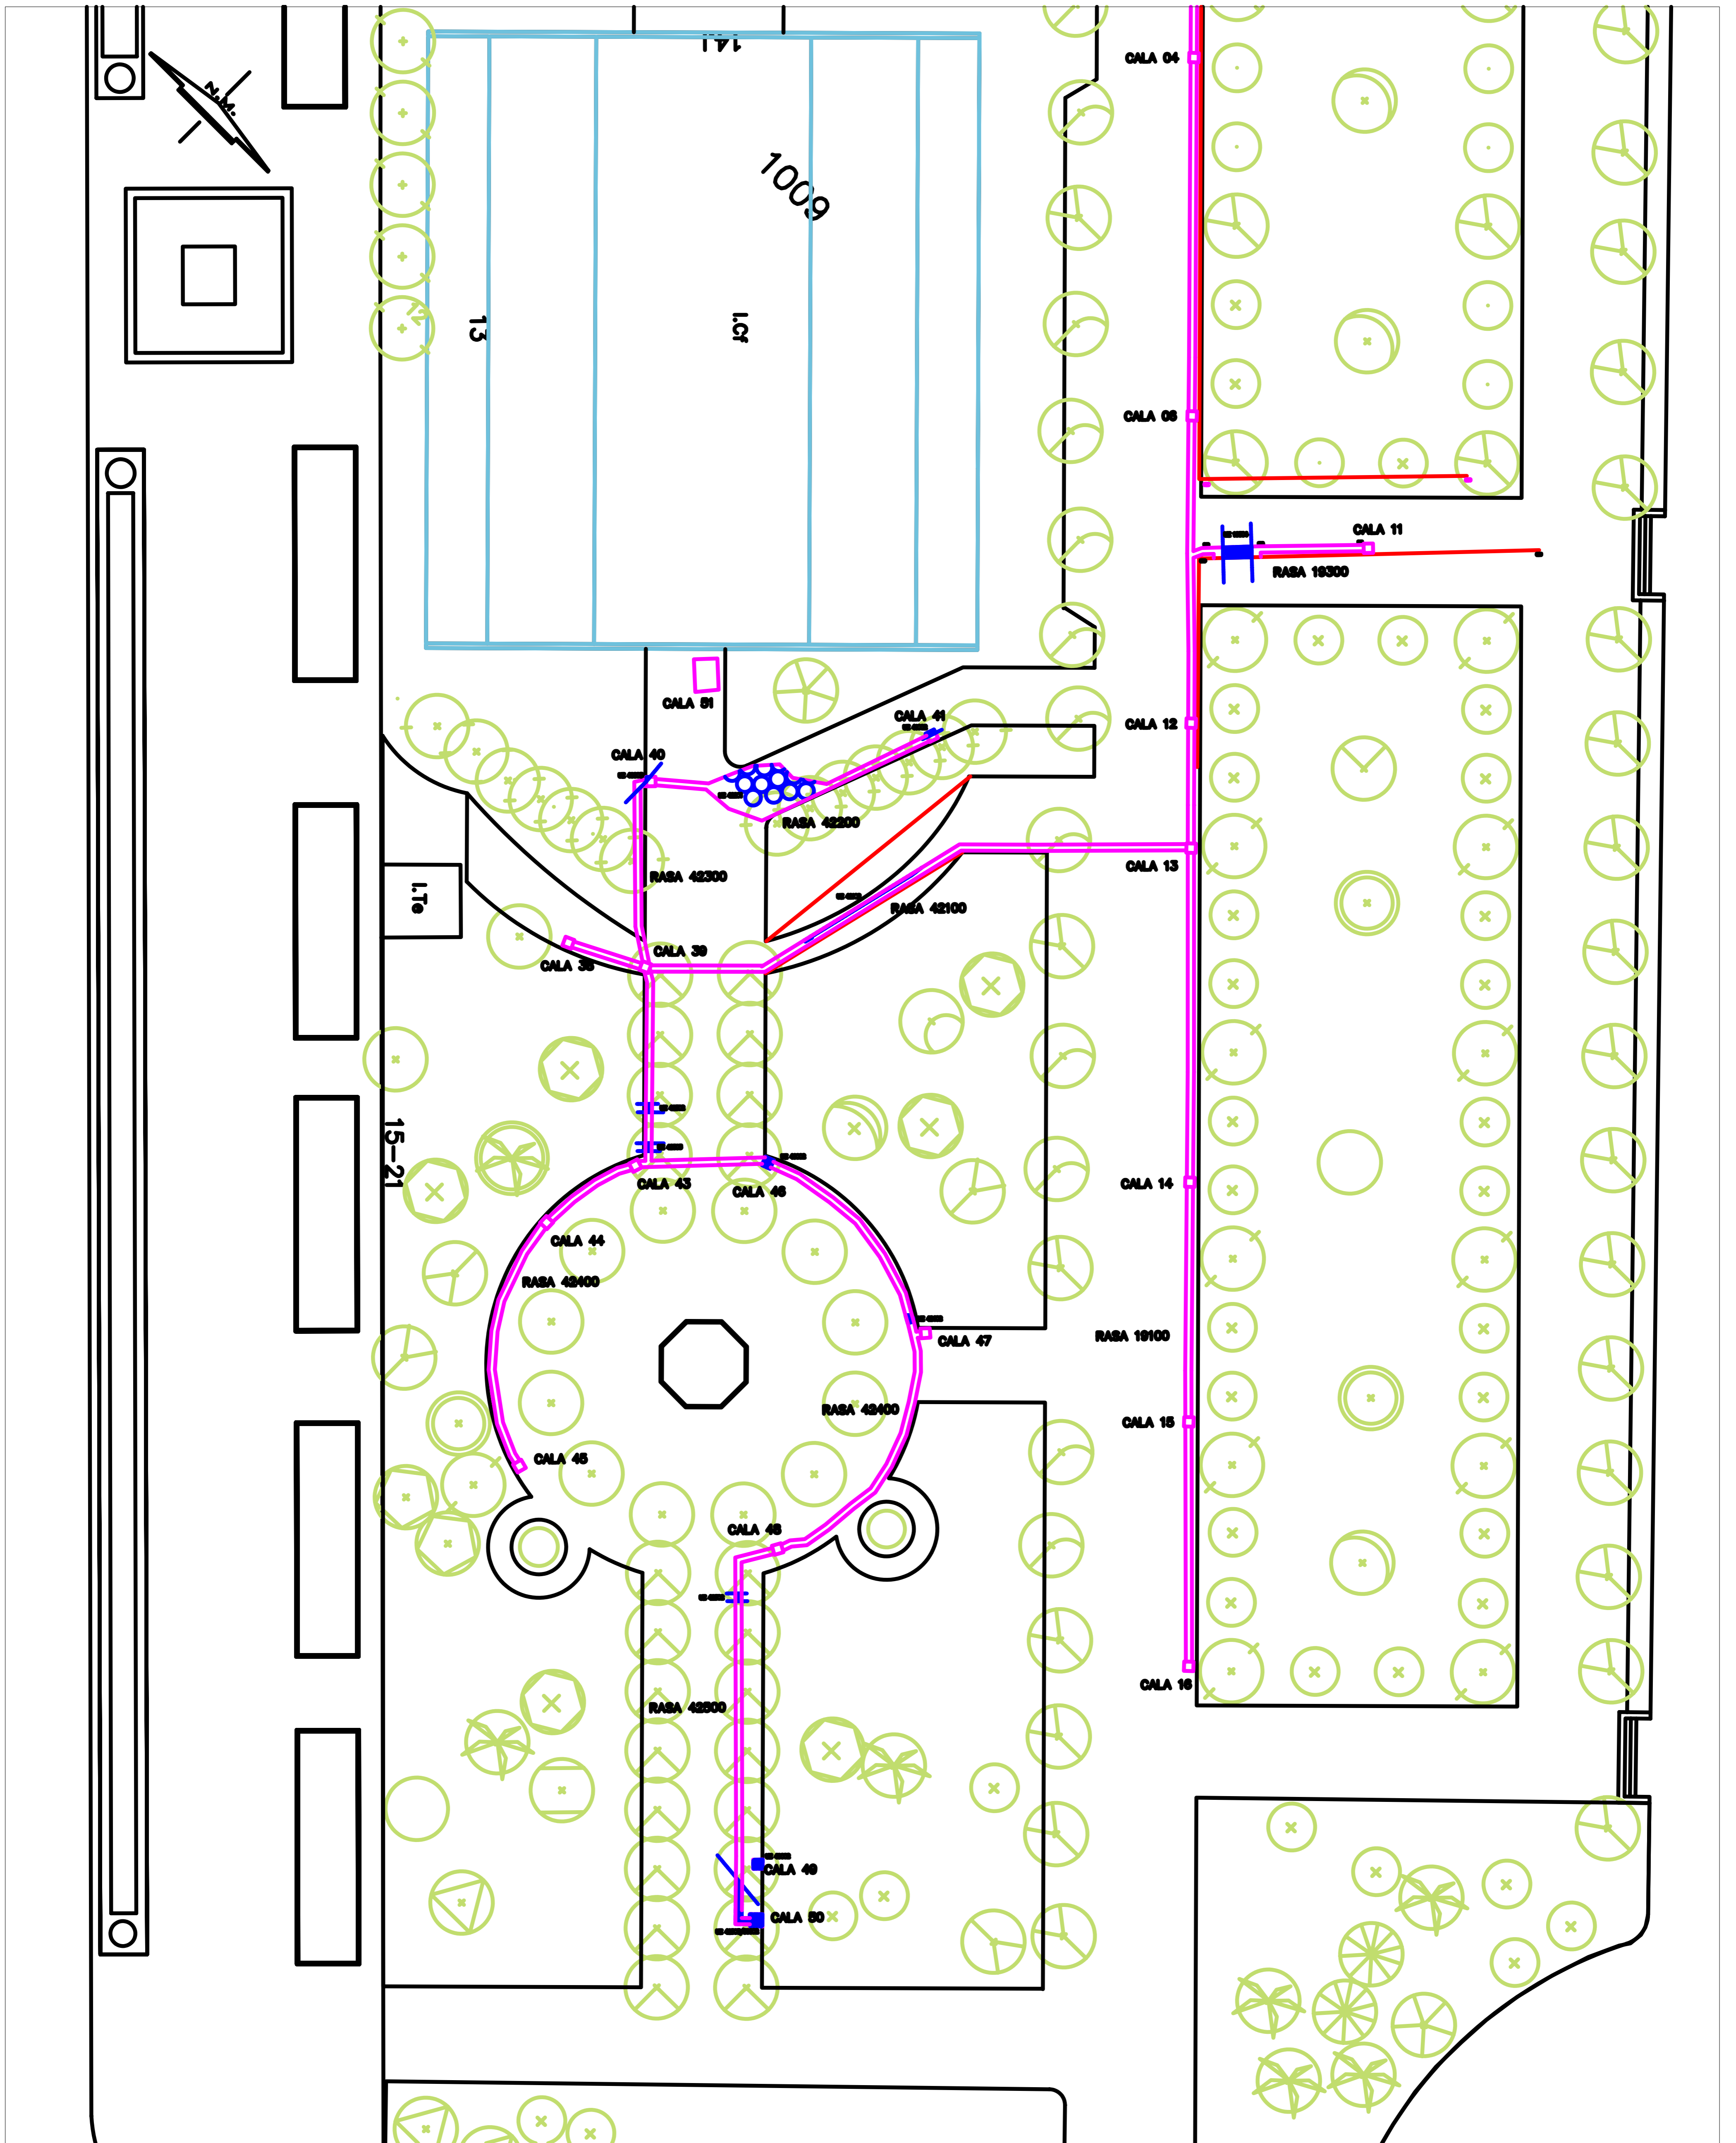 CALA 04
N.M.
141
1009
13
I.Cf
12
CALA 08
CALA 11
RASA 19300
CALA 51
CALA 41
CALA 12
CALA 40
RASA 42200
CALA 13
RASA 42300
I.Te
RASA 42100
CALA 39
CALA 38
15-21
CALA 43
CALA 46
CALA 14
CALA 44
RASA 42400
CALA 47
RASA 19100
RASA 42400
CALA 15
CALA 45
CALA 48
CALA 16
RASA 42500
CALA 49
CALA 50